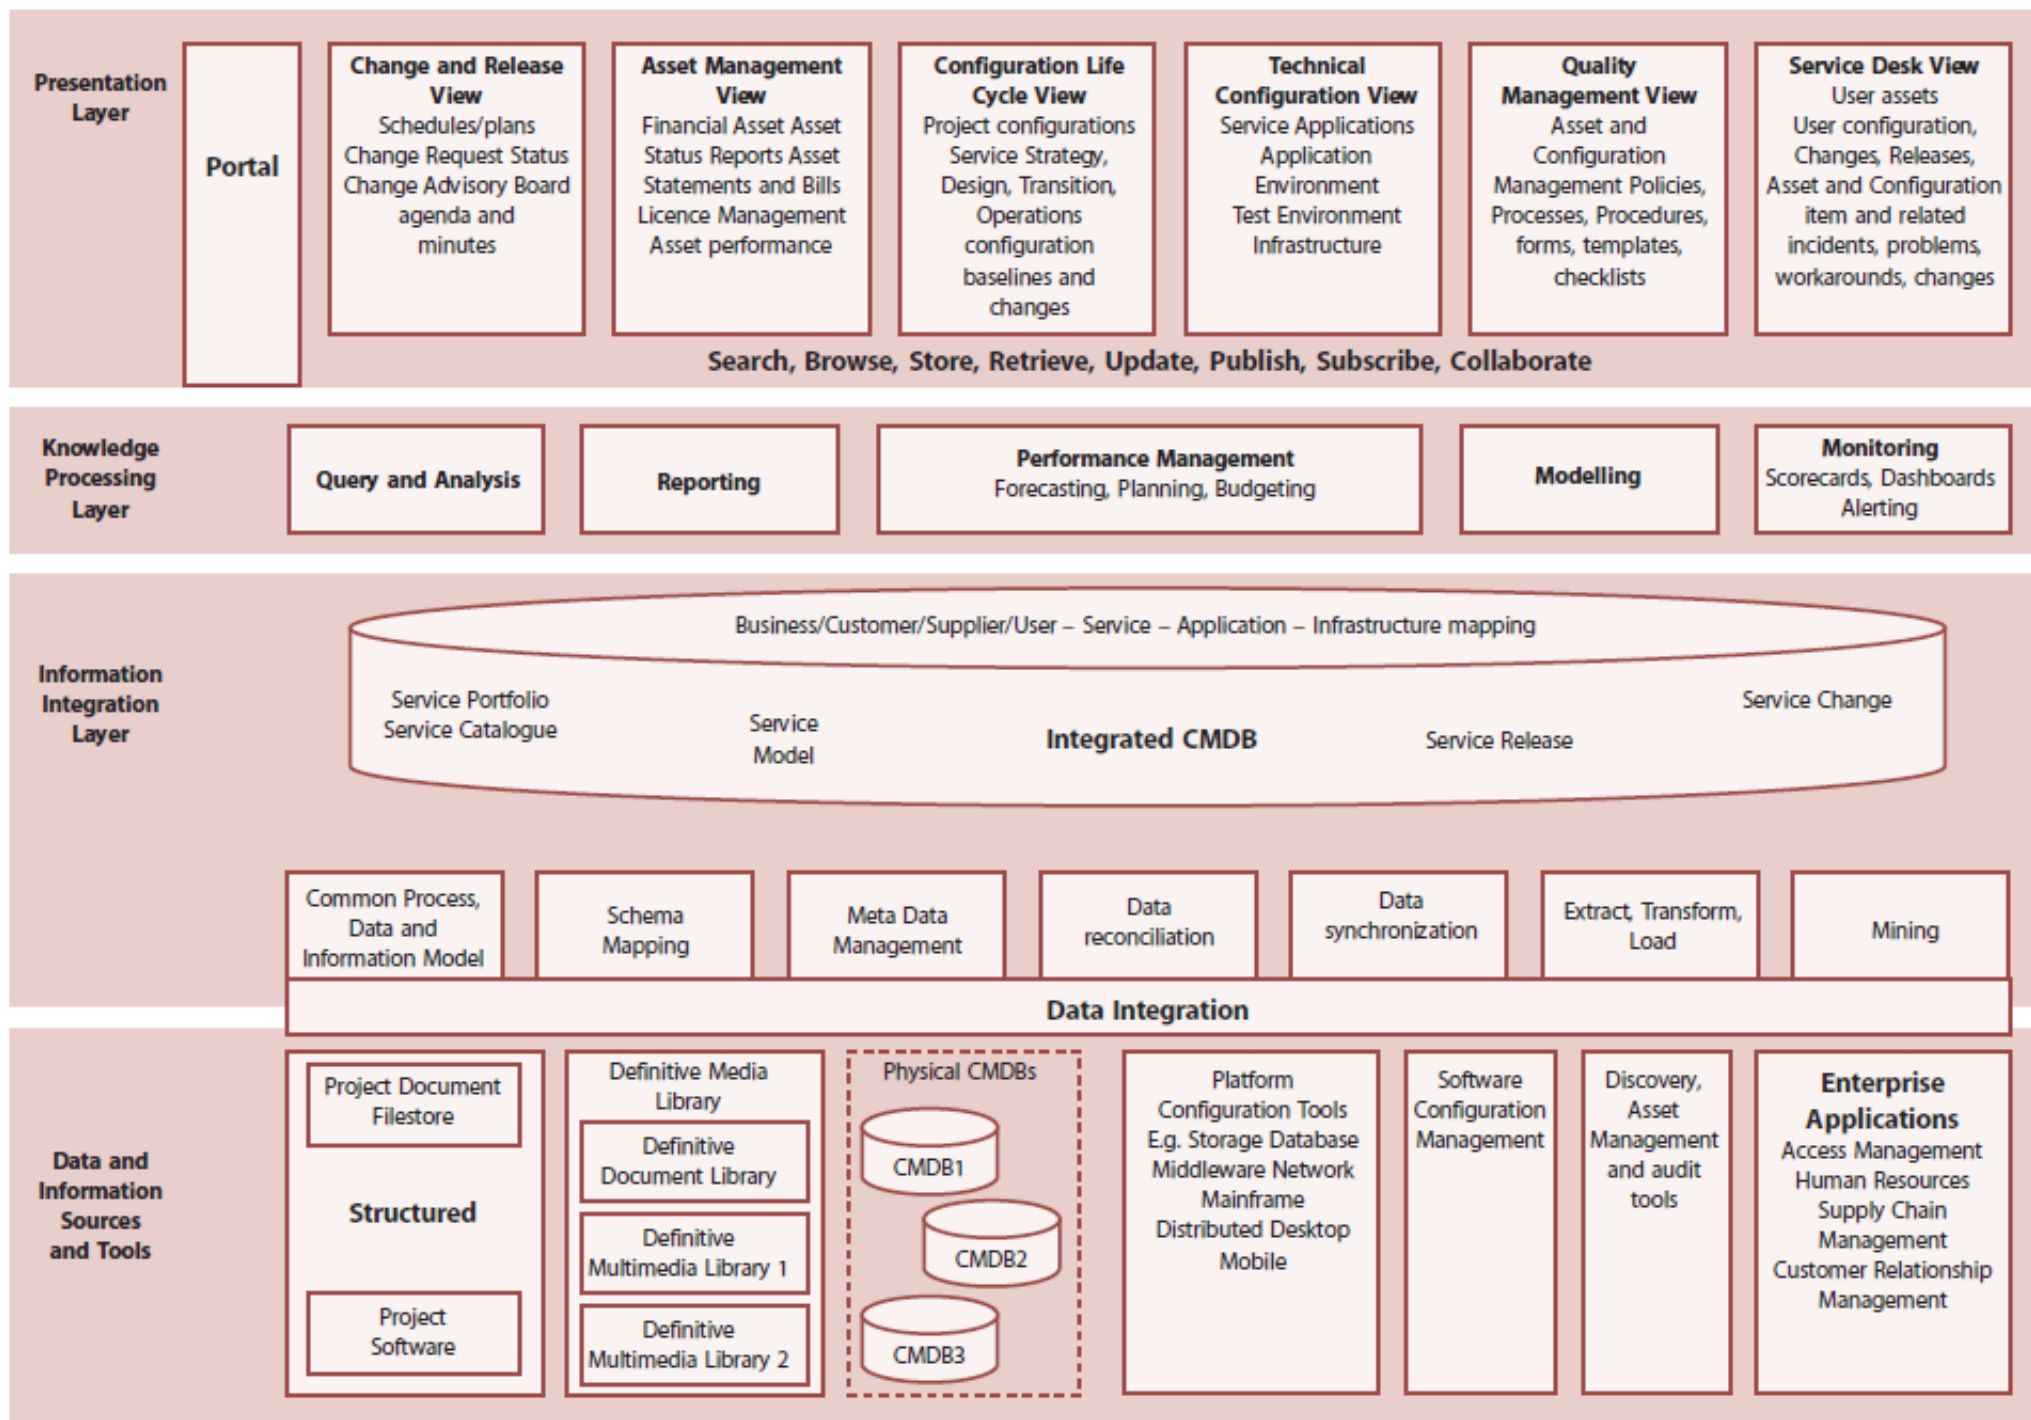 Presentation
Layer
Portal
Change and Release
View
Schedules/plans
Change Request Status
Change Advisory Board
agenda and
minutes
Asset Management
View
Financial Asset Asset
Status Reports Asset
Statements and Bills
Licence Management
Asset performance
Configuration Life
Cycle View
Project configurations
Service Strategy,
Design, Transition,
Operations
configuration
baselines and
changes
Technical
Configuration View
Service Applications
Application
Environment
Test Environment
Infrastructure
Quality
Management View
Asset and
Configuration
Management Policies,
Processes, Procedures,
forms, templates,
checklists
Service Desk View
User assets
User configuration,
Changes, Releases,
Asset and Configuration
item and related
incidents, problems,
workarounds, changes
Search, Browse, Store, Retrieve, Update, Publish, Subscribe, Collaborate
Knowledge
Processing
Layer
Query and Analysis
Reporting
Performance Management
Forecasting, Planning, Budgeting
Modelling
Monitoring
Scorecards, Dashboards
Alerting
Information
Integration
Layer
Business/Customer/Supplier/User – Service – Application – Infrastructure mapping
Service Portfolio
Service Catalogue
Service
Model
Integrated CMDB
Service Release
Service Change
Common Process,
Data and
Information Model
Schema
Mapping
Meta Data
Management
Data
reconciliation
Data
synchronization
Extract, Transform,
Load
Mining
Data Integration
Data and
Information
Sources
and Tools
Project Document
Filestore
Structured
Project
Software
Definitive Media
Library
Definitive
Document Library
Definitive
Multimedia Library 1
Definitive
Multimedia Library 2
Physical CMDBs
CMDB1
CMDB2
CMDB3
Platform
Configuration Tools
E.g. Storage Database
Middleware Network
Mainframe
Distributed Desktop
Mobile
Software
Configuration
Management
Discovery,
Asset
Management
and audit
tools
Enterprise
Applications
Access Management
Human Resources
Supply Chain
Management
Customer Relationship
Management